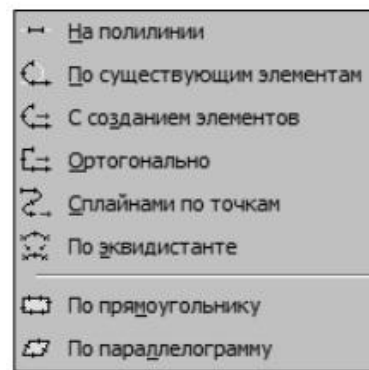 На полилинии
По существующим элементам
С созданием элементов
Ортогонально
Сплайнами по точкам
По эквидистанте
По прямоугольнику
По параллелограмму